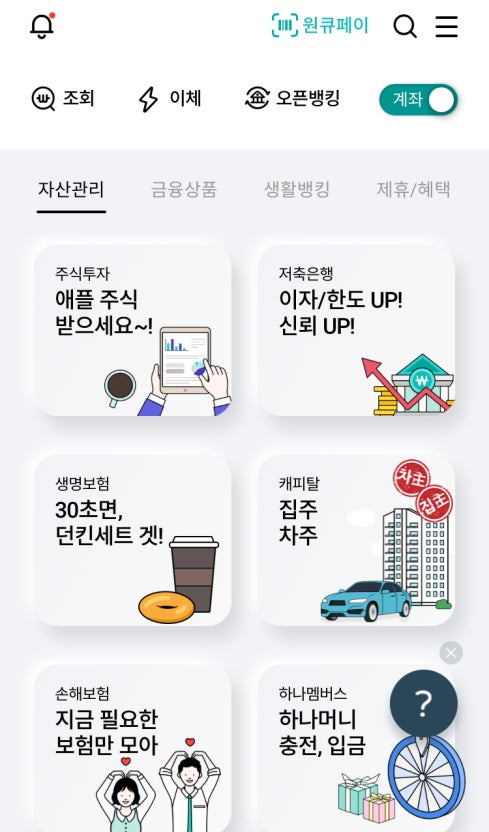 원큐페이
조회 이체 오픈뱅킹 계좌
자산관리 금융상품 생활뱅킹 제휴/혜택
주식투자
애플 주식
받으세요~!
저축은행
이자/한도 UP!
신뢰 UP!
₩
생명보험
30초면,
던킨세트 겟!
캐피탈
집주
차주
차主
집主
손해보험
지금 필요한
보험만 모아
하나멤버스
하나머니
충전, 입금
?